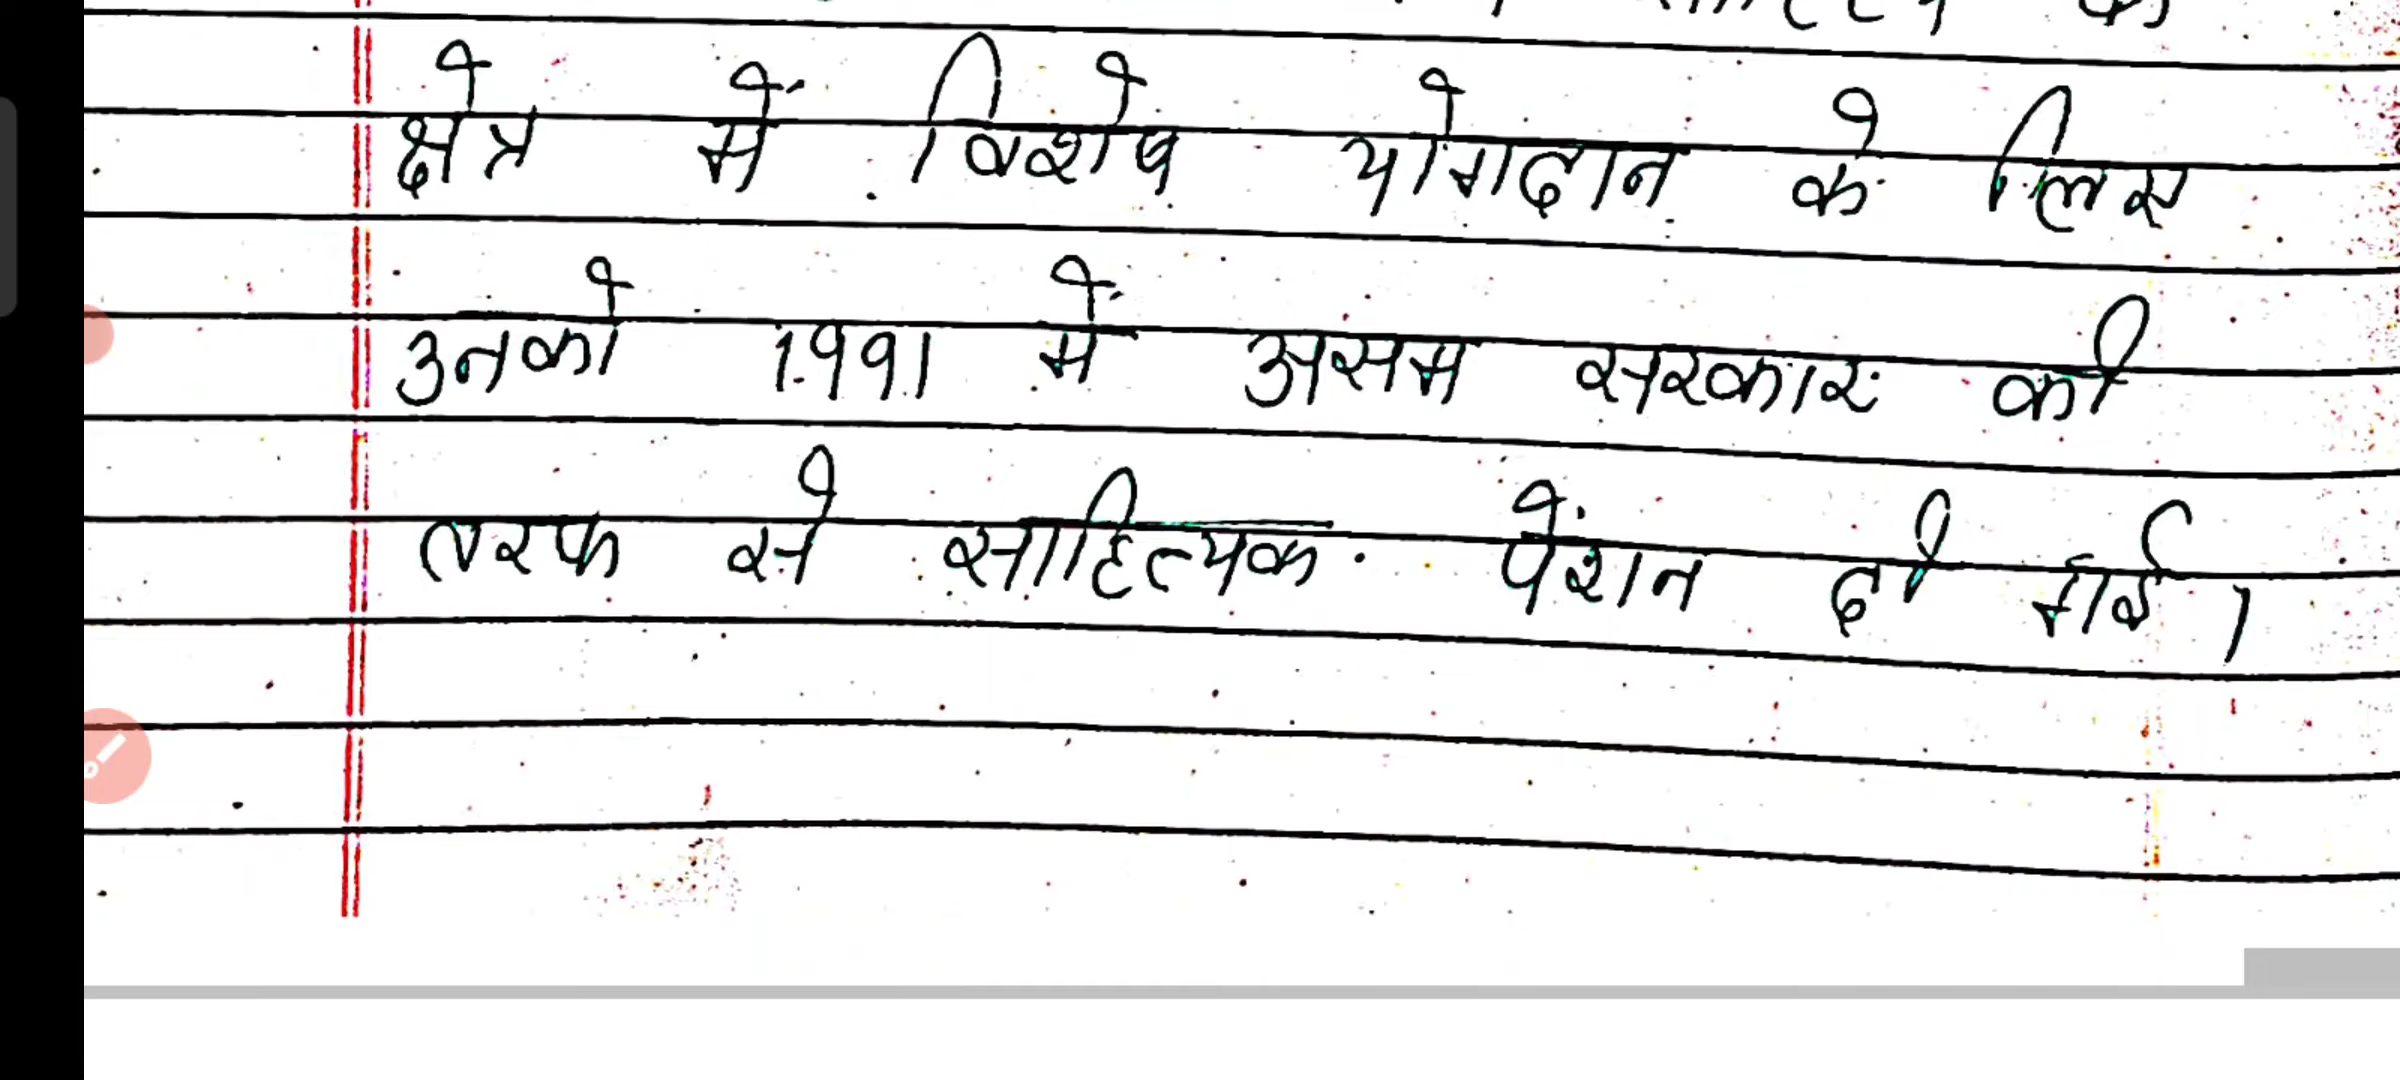 क्षेत्र में विशेष योगदान के लिए
उनको 1991 में असम सरकार की
तरफ से साहित्यक पेंशन दी गई।